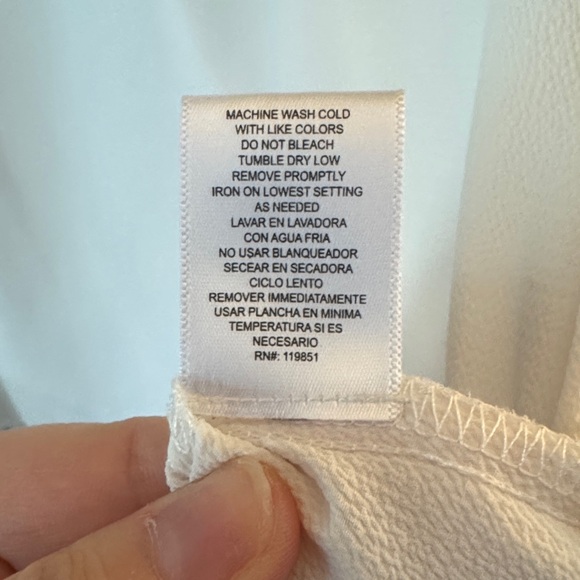 MACHINE WASH COLD
WITH LIKE COLORS
DO NOT BLEACH
TUMBLE DRY LOW
REMOVE PROMPTLY
IRON ON LOWEST SETTING
AS NEEDED
LAVAR EN LAVADORA
CON AGUA FRIA
NO USAR BLANQUEADOR
SECEAR EN SECADORA
CICLO LENTO
REMOVER IMMEDIATAMENTE
USAR PLANCHA EN MINIMA
TEMPERATURA SI ES
NECESARIO
RN#: 119851